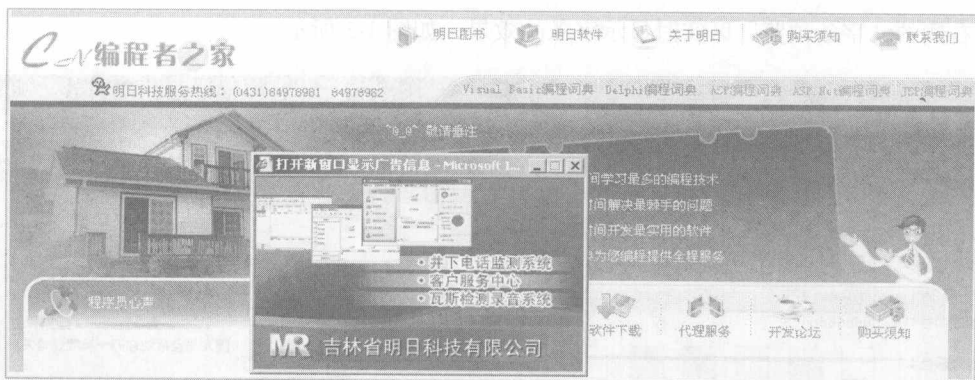 明日图书 明日软件 关于明日 购买须知 联系我们
CN编程者之家
明日科技服务热线：(0431)84978981 84978982
Visual Basic编程词典 Delphi编程词典 ASP编程词典 ASP.Net编程词典 JSP编程词典
^@_@^ 敬请垂注
打开新窗口显示广告信息 - Microsoft I...
间学习最多的编程技术
时间解决最棘手的问题
时间开发最实用的软件
为您编程提供全程服务
·井下电话监测系统
·客户服务中心
·瓦斯检测录音系统
程序员心声
软件下载 代理服务 开发论坛 购买须知
MR 吉林省明日科技有限公司